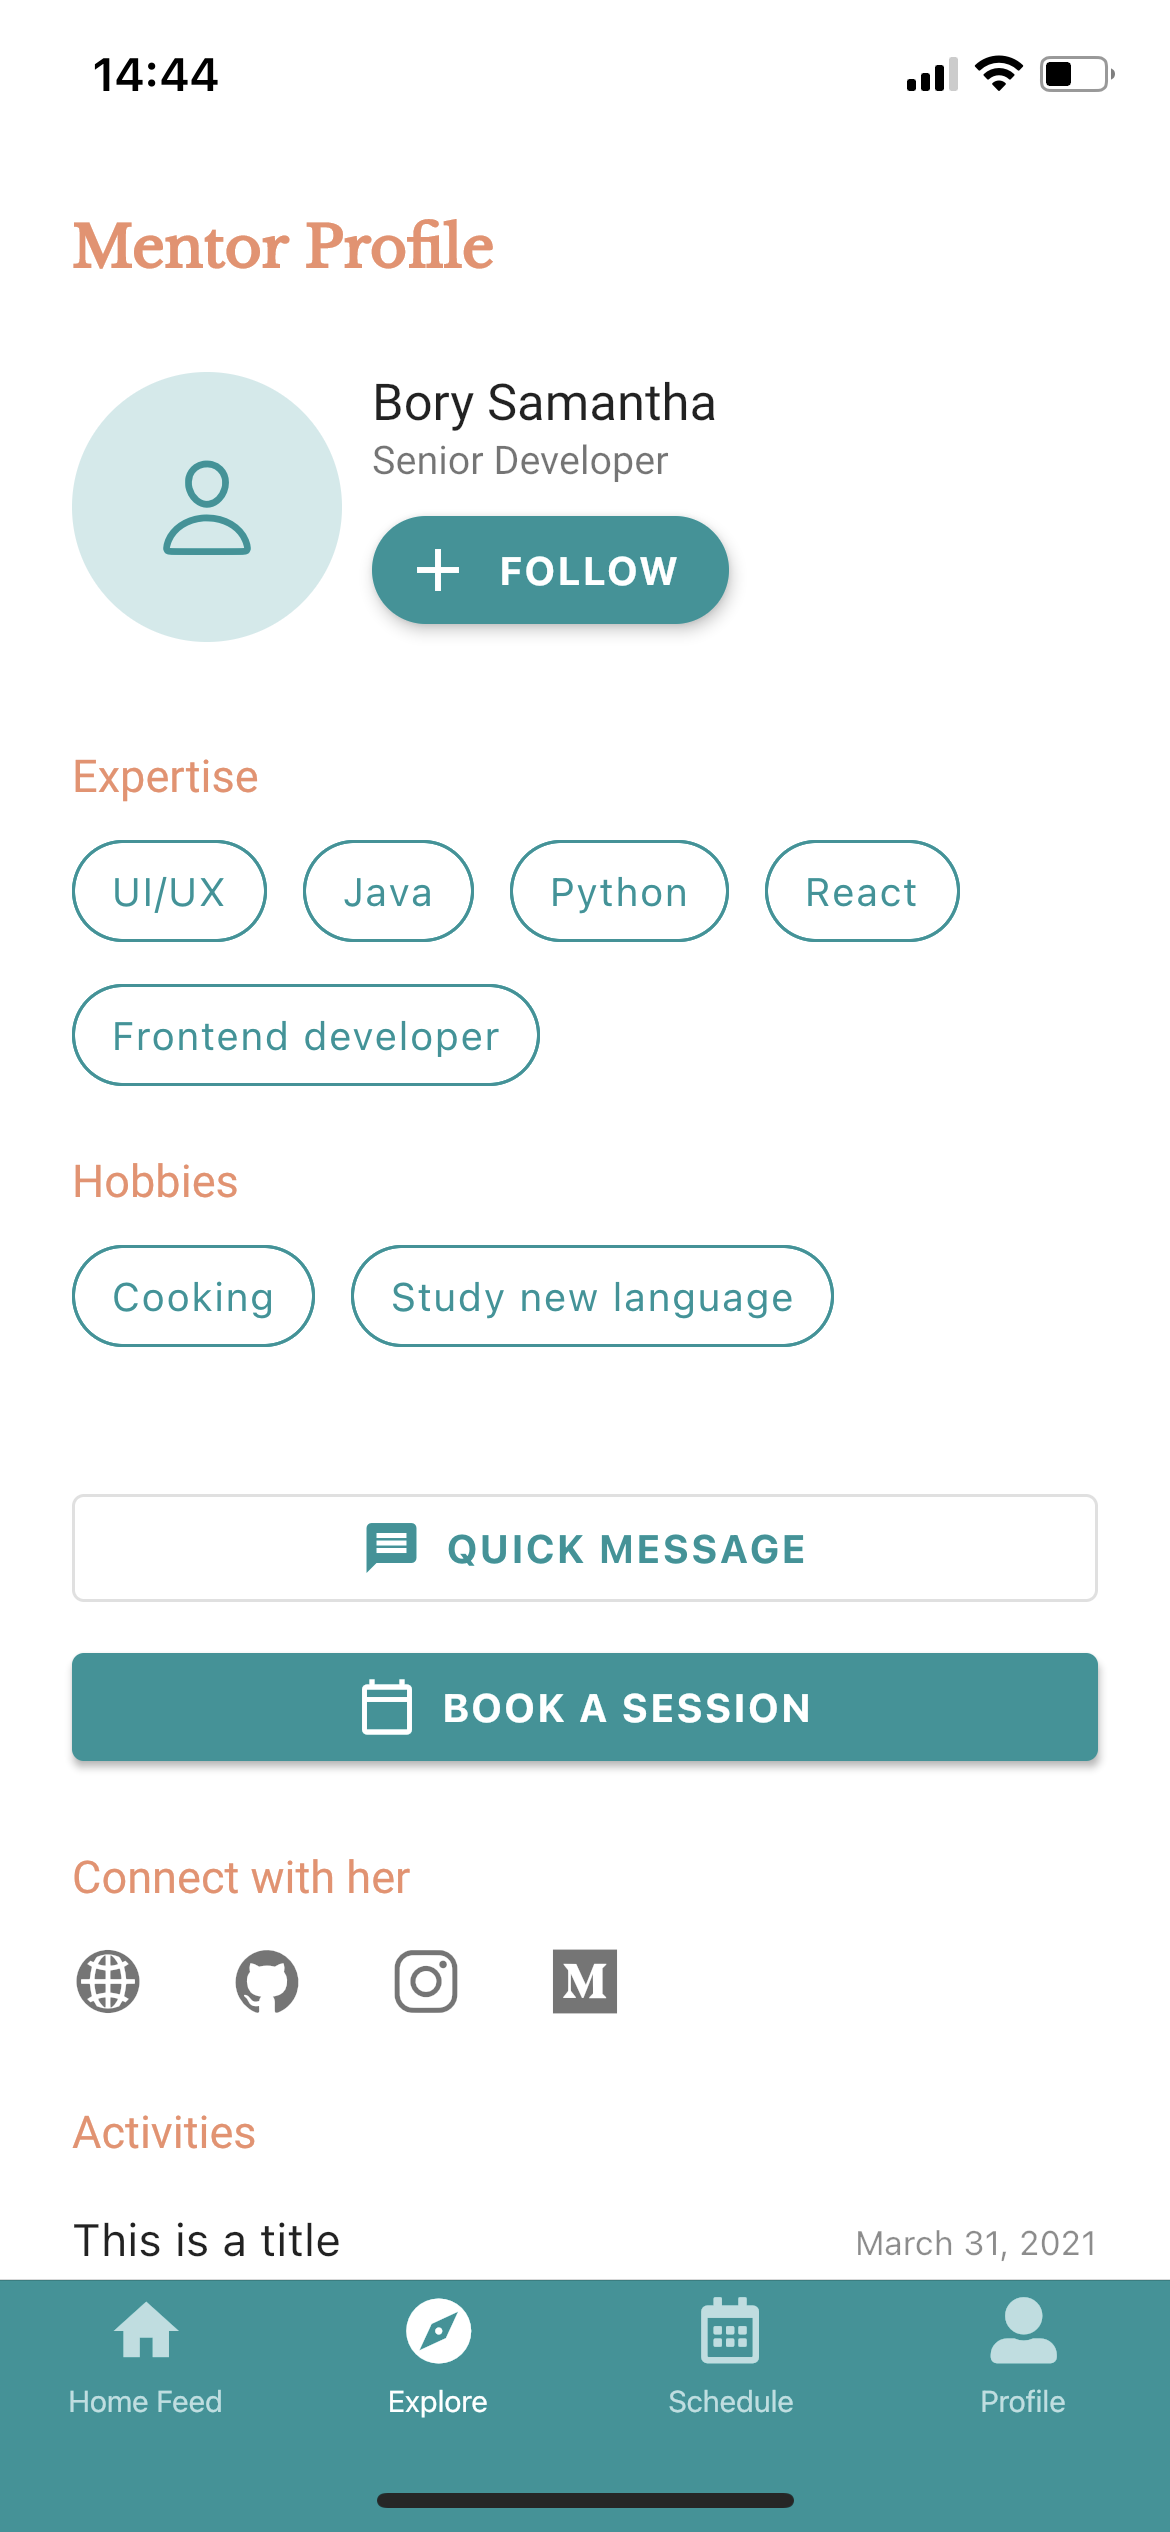 14:44
Mentor Profile
Bory Samantha
Senior Developer
FOLLOW
Expertise
UI/UX
Java
Python
React
Frontend developer
Hobbies
Cooking
Study new language
QUICK MESSAGE
BOOK A SESSION
Connect with her
M
Activities
This is a title
March 31, 2021
Home Feed
Explore
Schedule
Profile